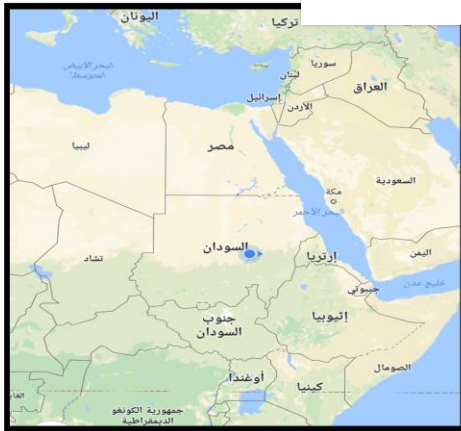 اليونان
تركيا
البحر الأبيض
المتوسط
سوريا
لبنان
العراق
إسرائيل
الأردن
ليبيا
مصر
السعودية
مكة
البحر الأحمر
السودان
تشاد
إرتريا
اليمن
خليج عدن
جيبوتي
جنوب
السودان
إثيوبيا
الصومال
أوغندا
كينيا
جمهورية الكونغو
الديمقراطية